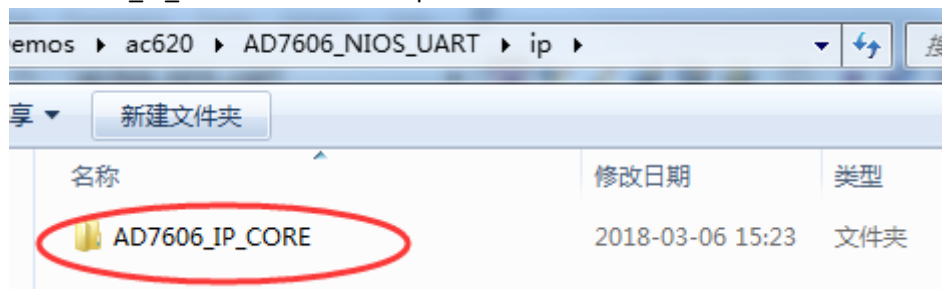 emos ▸ ac620 ▸ AD7606_NIOS_UART ▸ ip ▸
享 新建文件夹
名称 修改日期 类型
AD7606_IP_CORE 2018-03-06 15:23 文件夹